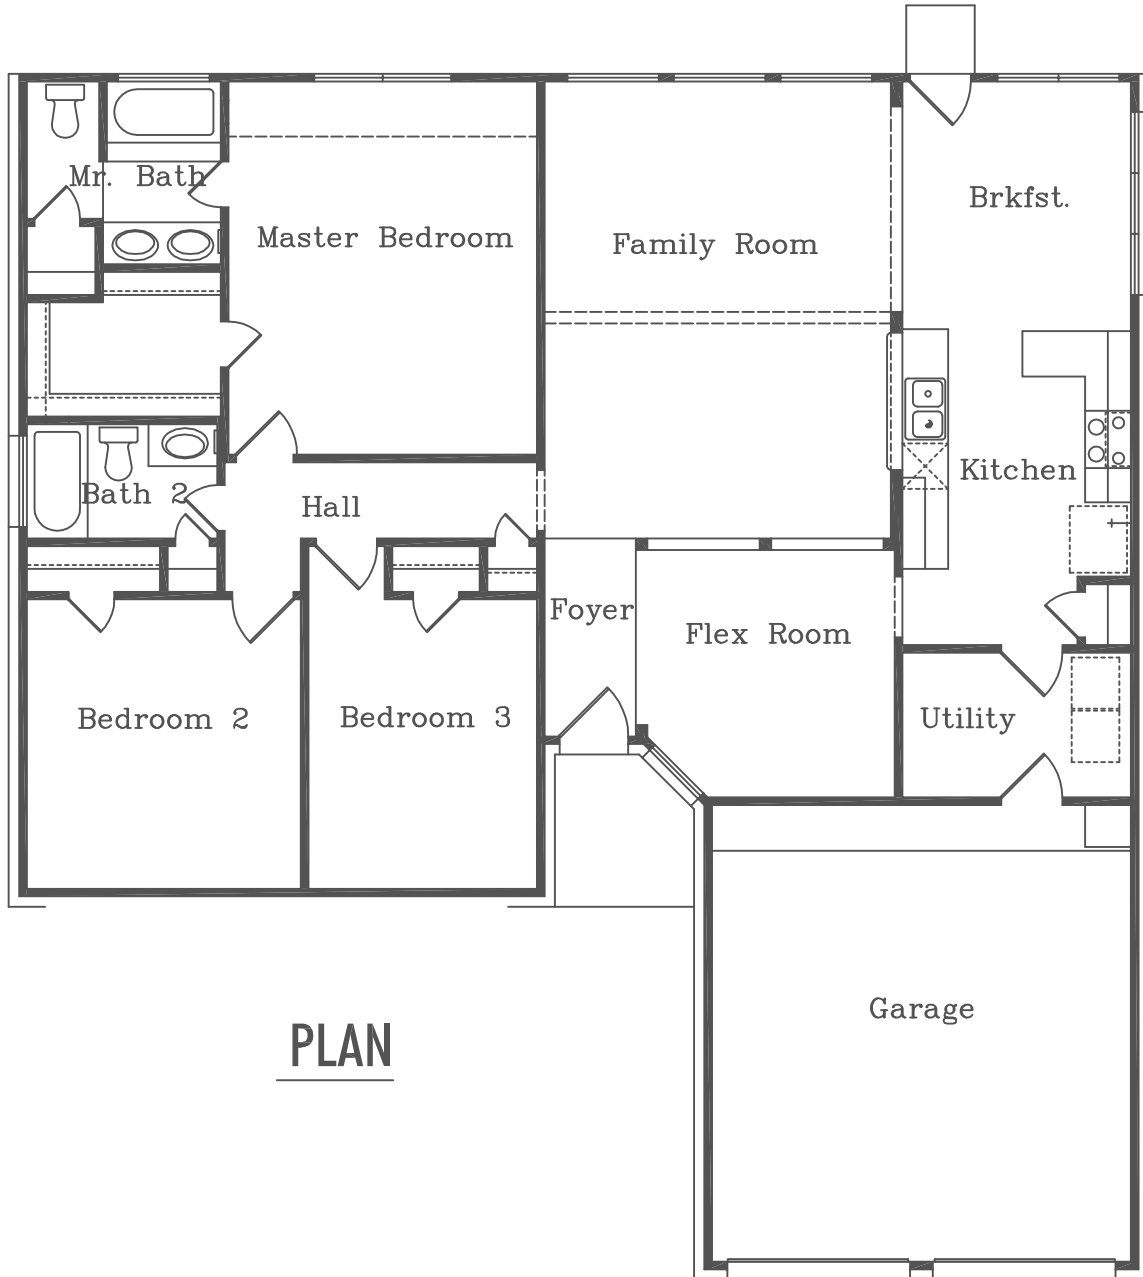 Mr. Bath
Brkfst.
Master Bedroom
Family Room
Kitchen
Bath 2
Hall
Foyer
Flex Room
Bedroom 2
Bedroom 3
Utility
Garage
PLAN